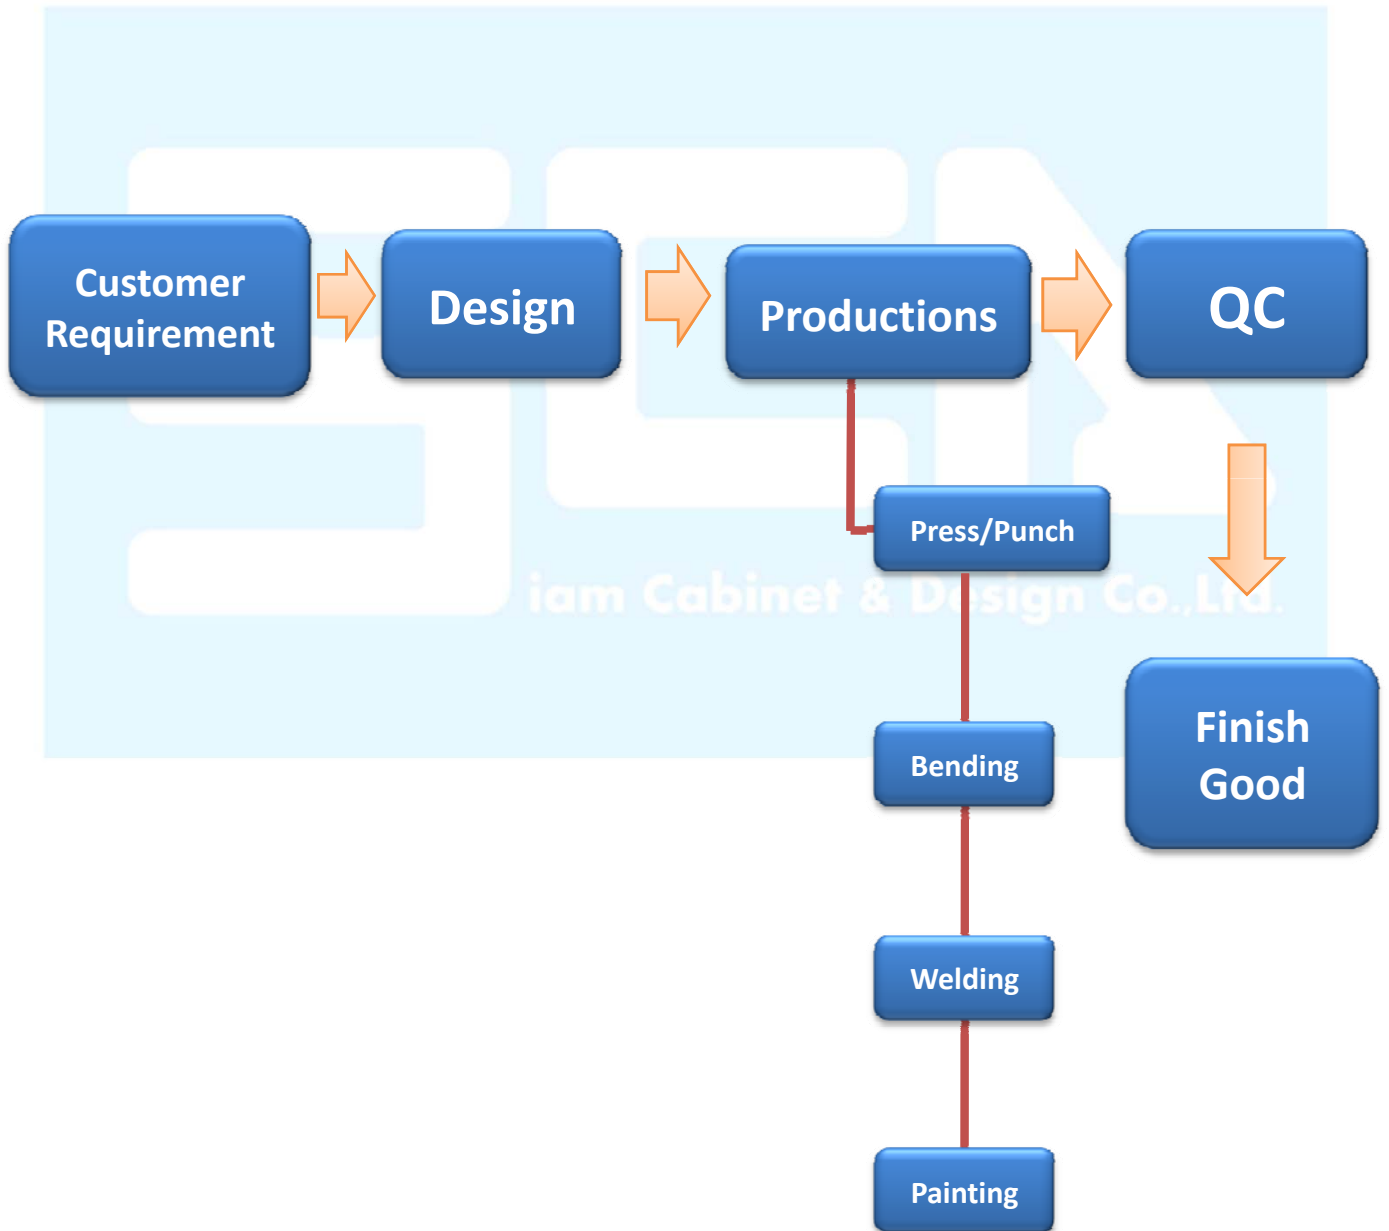 Customer
Requirement
Design
Productions
QC
Press/Punch
iam Cabinet & Design Co.,Ltd.
Bending
Finish
Good
Welding
Painting